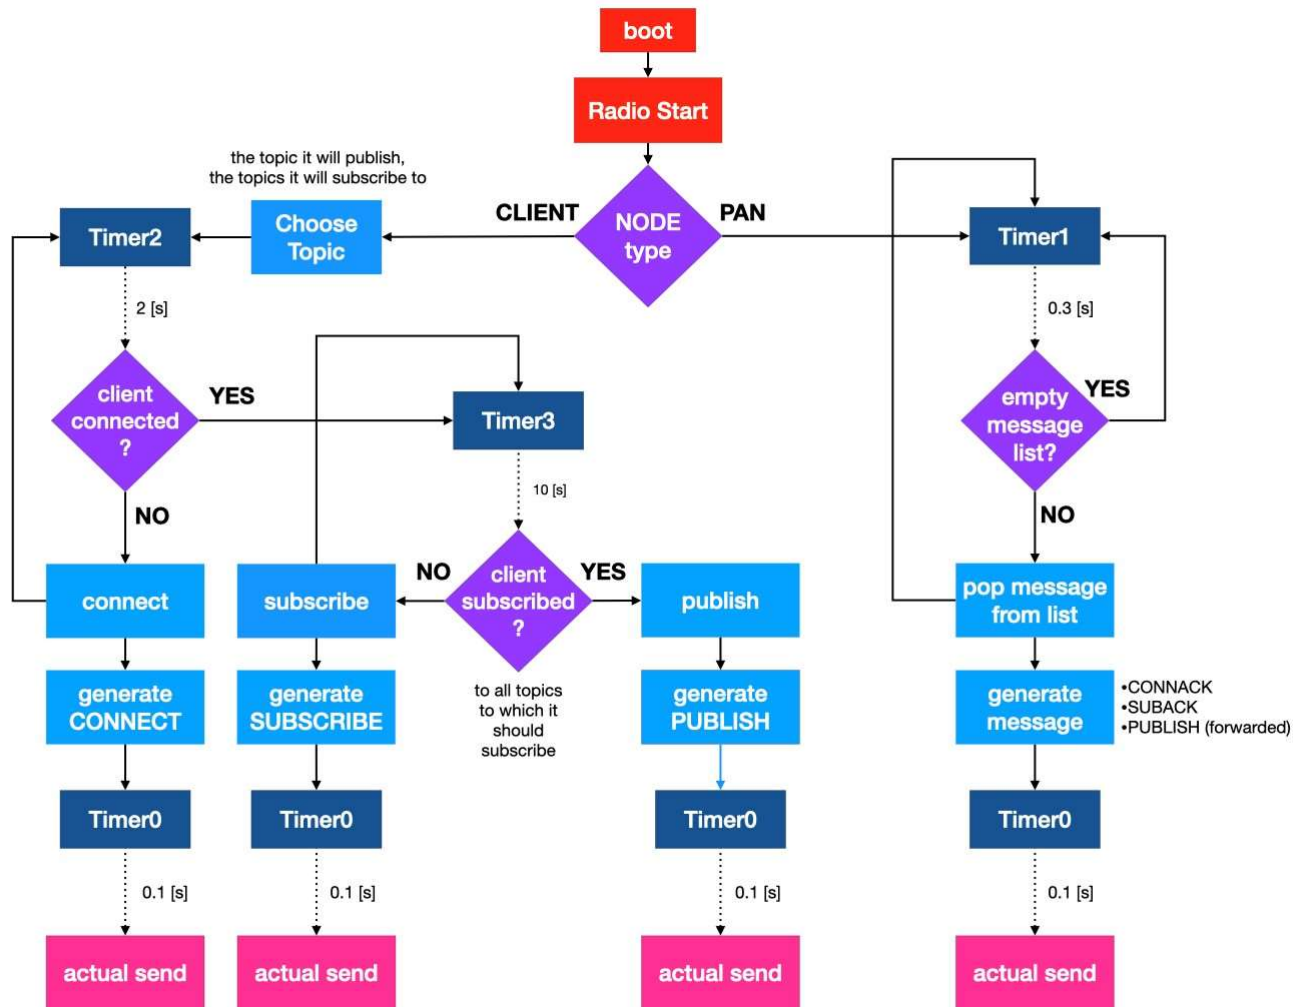 boot
Radio Start
the topic it will publish,
the topics it will subscribe to
CLIENT
PAN
NODE
type
Choose
Topic
Timer2
Timer1
2 [s]
0.3 [s]
client
connected
?
YES
NO
Timer3
10 [s]
empty
message
list?
YES
NO
connect
subscribe
NO
client
subscribed
?
YES
publish
pop message
from list
to all topics
to which it
should
subscribe
generate
CONNECT
generate
SUBSCRIBE
generate
PUBLISH
generate
message
•CONNACK
•SUBACK
•PUBLISH (forwarded)
Timer0
Timer0
Timer0
Timer0
0.1 [s]
0.1 [s]
0.1 [s]
0.1 [s]
actual send
actual send
actual send
actual send